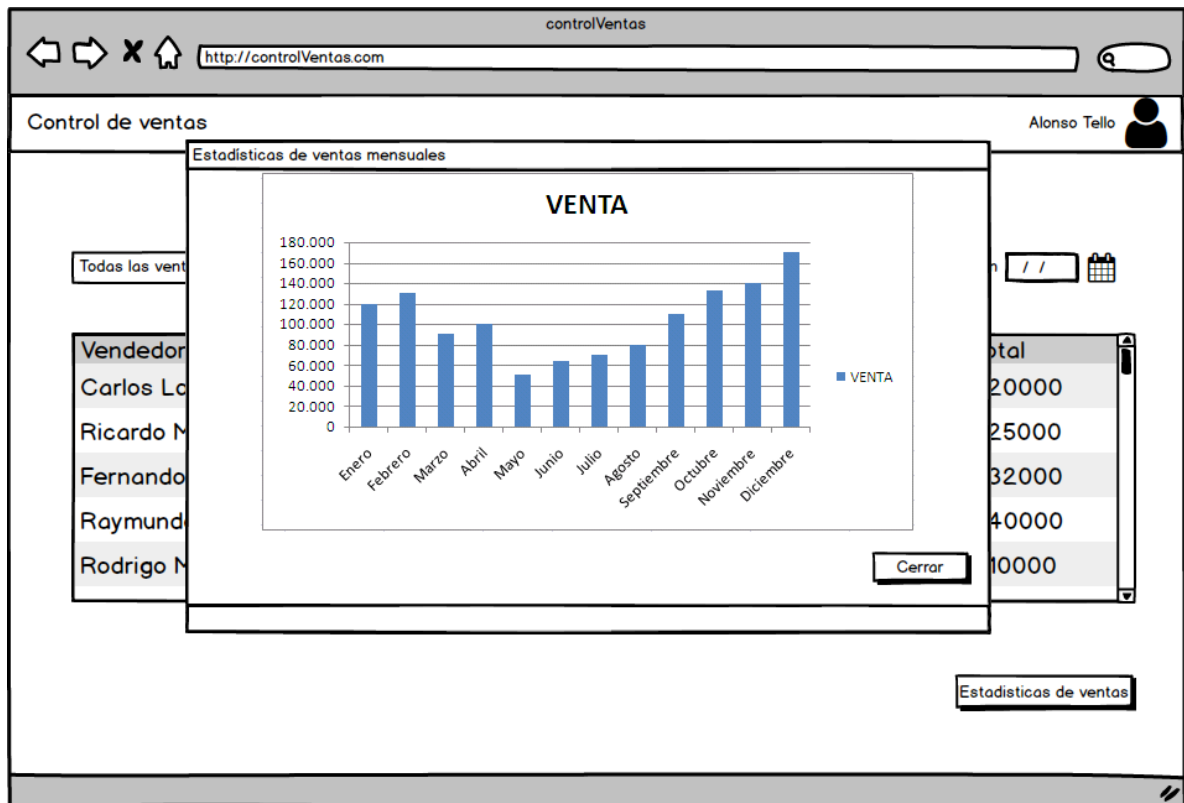 controlVentas
http://controlVentas.com
Control de ventas
Alonso Tello
Estadísticas de ventas mensuales
VENTA
180.000
160.000
140.000
120.000
100.000
80.000
60.000
40.000
20.000
0
Enero
Febrero
Marzo
Abril
Mayo
Junio
Julio
Agosto
Septiembre
Octubre
Noviembre
Diciembre
VENTA
Cerrar
Todas las vent
n / /
Vendedor otal
Carlos Lo 20000
Ricardo M 25000
Fernando 32000
Raymundo 40000
Rodrigo M 10000
Estadisticas de ventas